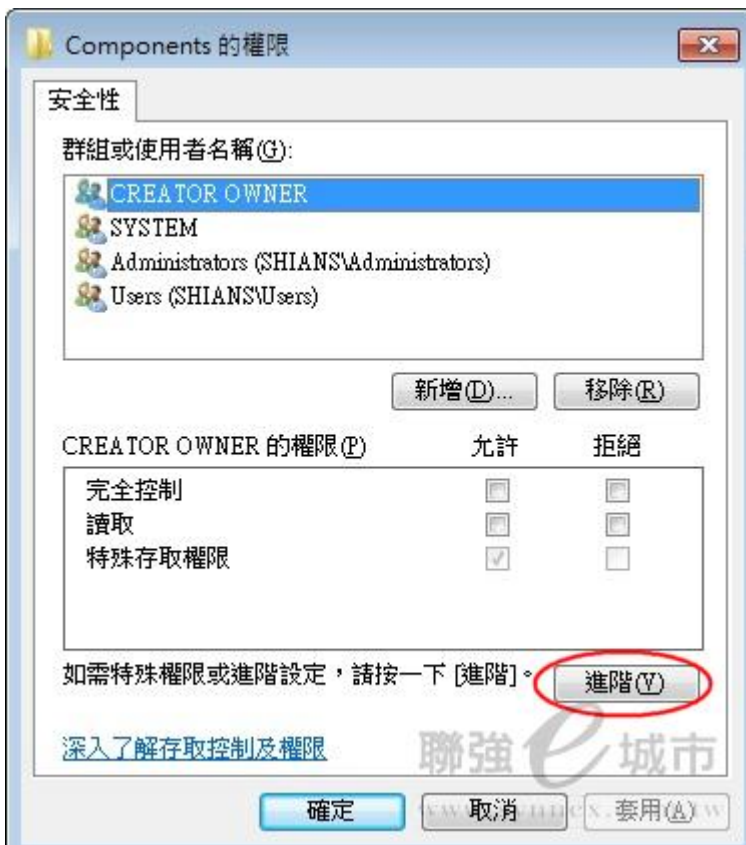 Components 的權限
安全性
群組或使用者名稱(G):
CREATOR OWNER
SYSTEM
Administrators (SHIANS\Administrators)
Users (SHIANS\Users)
新增(D)... 移除(R)
CREATOR OWNER 的權限(P) 允許 拒絕
完全控制
讀取
特殊存取權限
如需特殊權限或進階設定，請按一下 [進階]。 進階(V)
深入了解存取控制及權限
聯強e城市
確定 取消 套用(A)